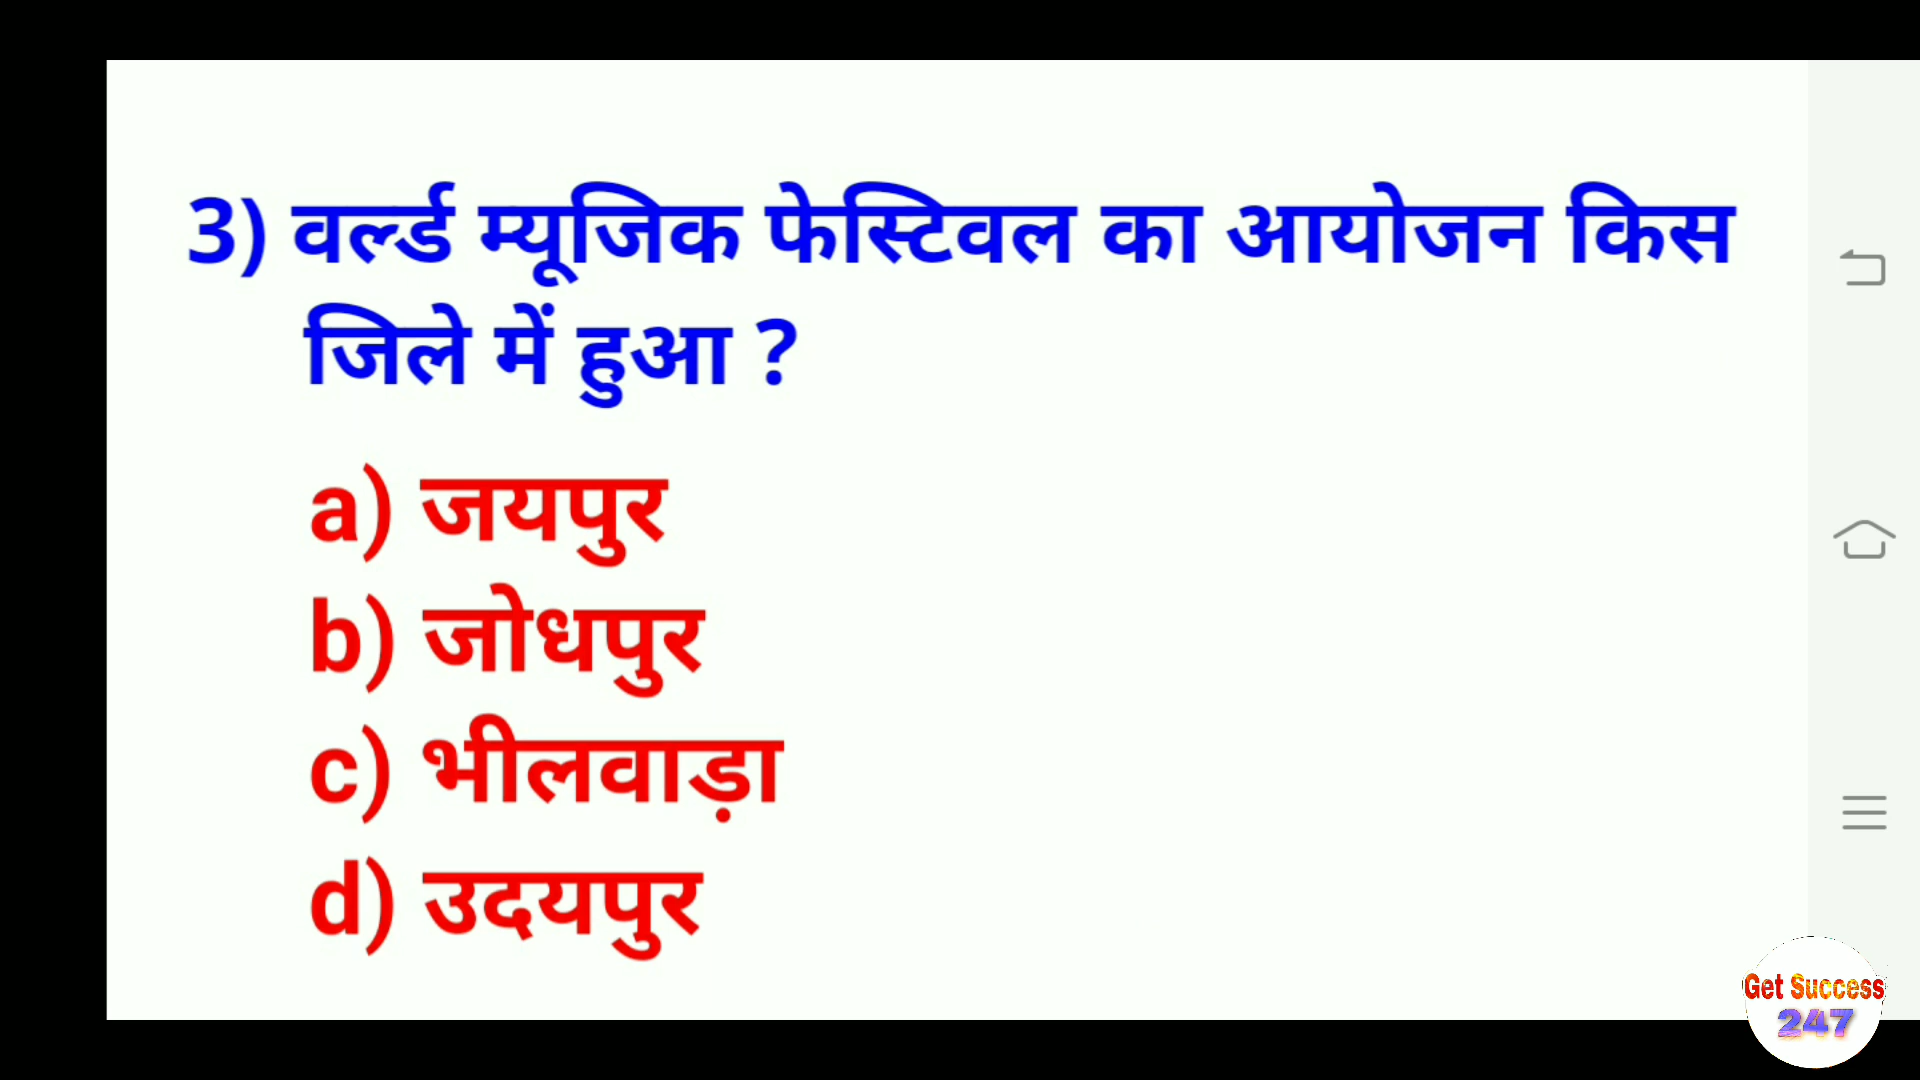 3) वर्ल्ड म्यूजिक फेस्टिवल का आयोजन किस
जिले में हुआ ?
a) जयपुर
b) जोधपुर
c) भीलवाड़ा
d) उदयपुर
Get Success
247